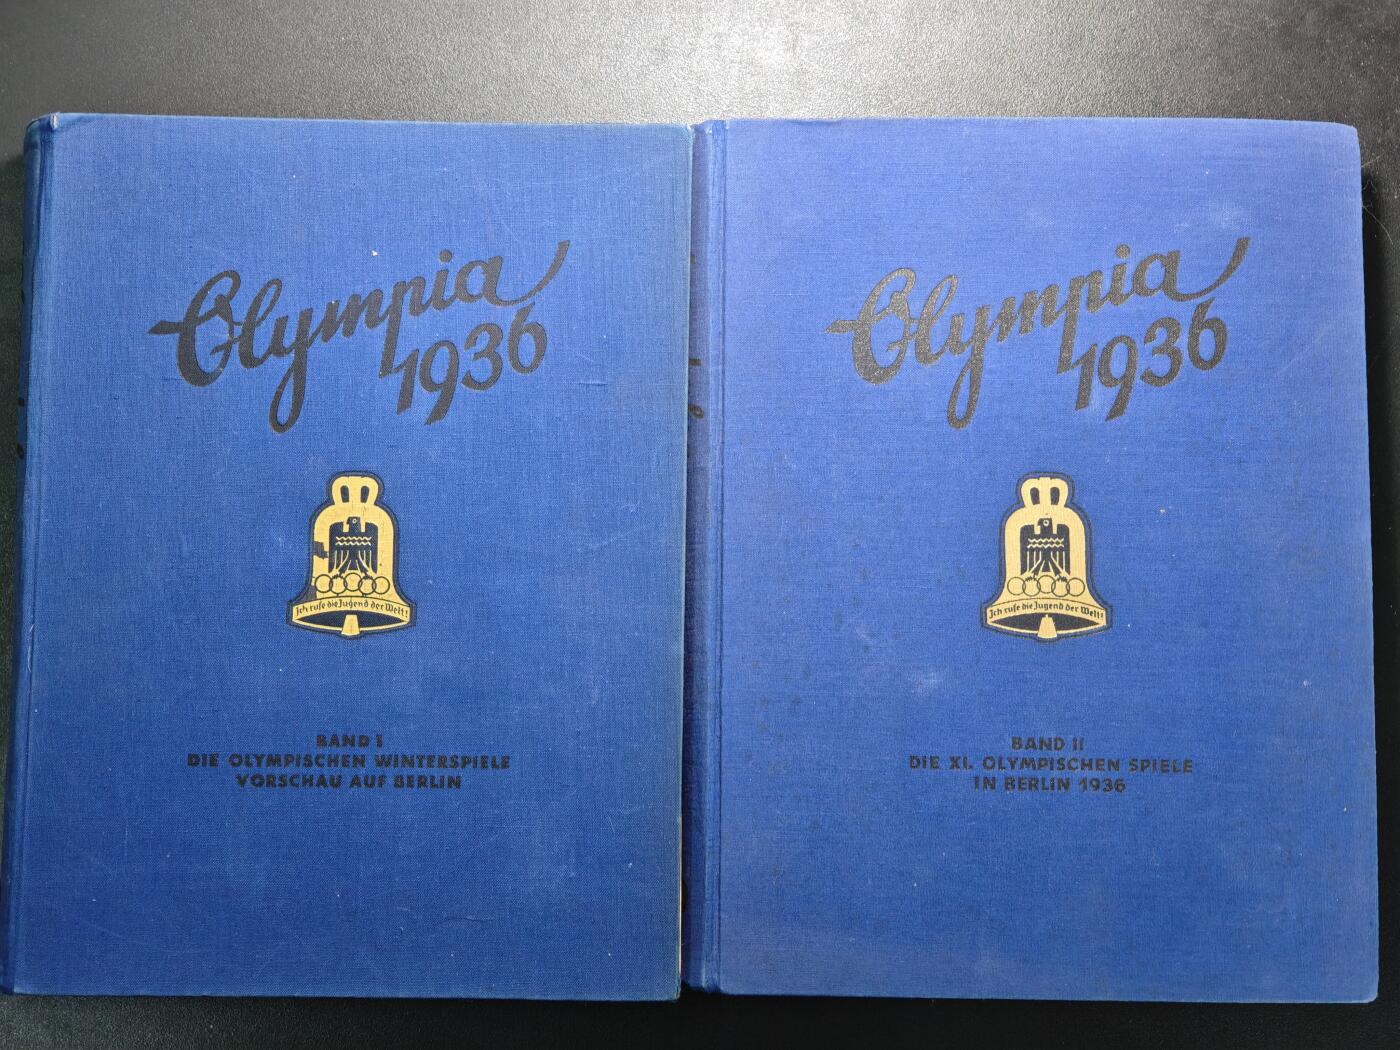 Olympia
1936
Ich rufe die Jugend der Welt!
BAND I
DIE OLYMPISCHEN WINTERSPIELE
VORSCHAU AUF BERLIN
Olympia
1936
Ich rufe die Jugend der Welt!
BAND II
DIE XI. OLYMPISCHEN SPIELE
IN BERLIN 1936